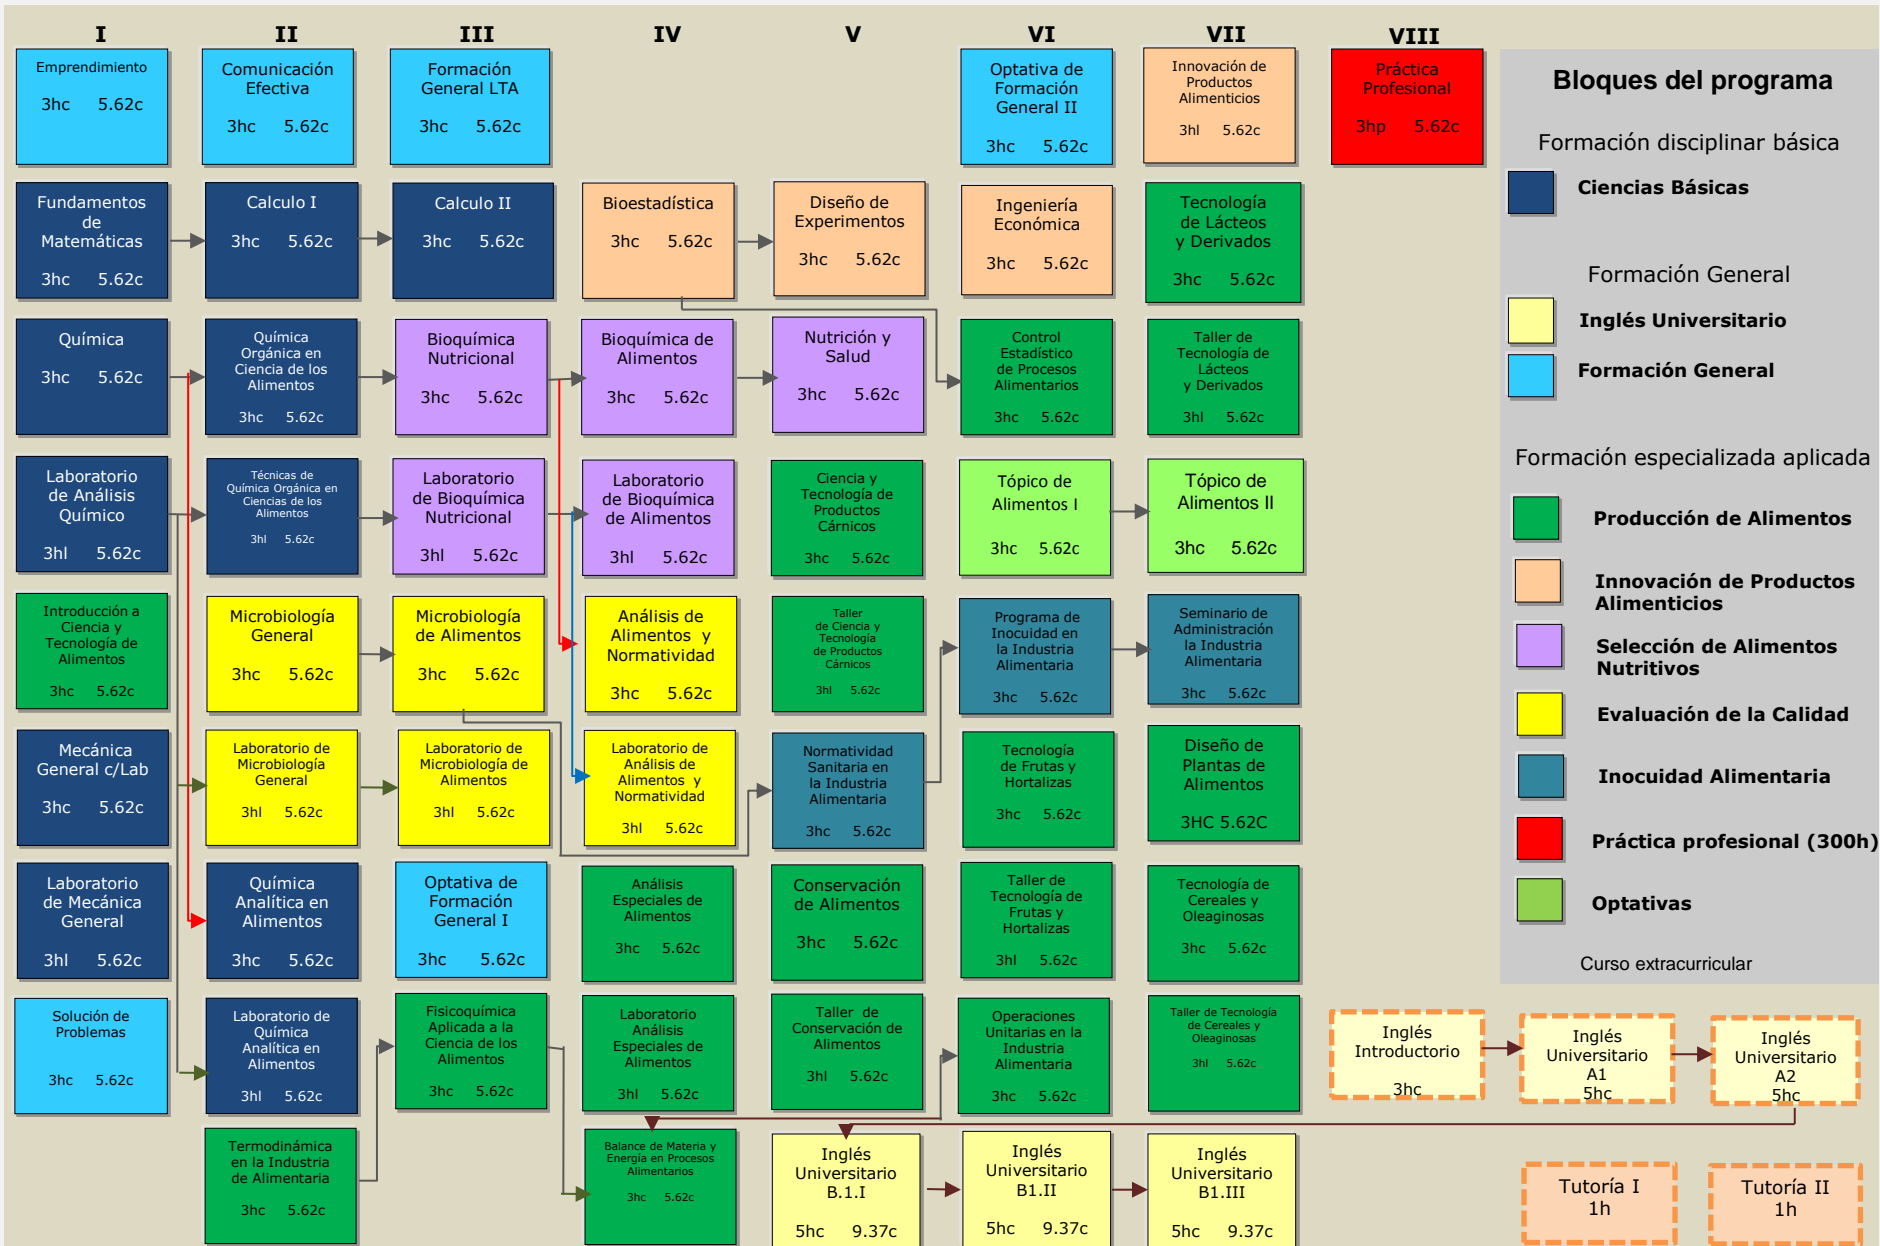 I II III IV V VI VII VIII
Emprendimiento
3hc 5.62c
Comunicación
Efectiva
3hc 5.62c
Formación
General LTA
3hc 5.62c
Optativa de
Formación
General II
3hc 5.62c
Innovación de
Productos
Alimenticios
3hl 5.62c
Práctica
Profesional
3hp 5.62c
Fundamentos
de
Matemáticas
3hc 5.62c
Calculo I
3hc 5.62c
Calculo II
3hc 5.62c
Bioestadística
3hc 5.62c
Diseño de
Experimentos
3hc 5.62c
Ingeniería
Económica
3hc 5.62c
Tecnología
de Lácteos
y Derivados
3hc 5.62c
Química
3hc 5.62c
Química
Orgánica en
Ciencia de los
Alimentos
3hc 5.62c
Bioquímica
Nutricional
3hc 5.62c
Bioquímica de
Alimentos
3hc 5.62c
Nutrición y
Salud
3hc 5.62c
Control
Estadístico
de Procesos
Alimentarios
3hc 5.62c
Taller de
Tecnología de
Lácteos
y Derivados
3hl 5.62c
Laboratorio
de Análisis
Químico
3hl 5.62c
Técnicas de
Química Orgánica en
Ciencias de los
Alimentos
3hl 5.62c
Laboratorio
de Bioquímica
Nutricional
3hl 5.62c
Laboratorio
de Bioquímica
de Alimentos
3hl 5.62c
Ciencia y
Tecnología de
Productos
Cárnicos
3hc 5.62c
Tópico de
Alimentos I
3hc 5.62c
Tópico de
Alimentos II
3hc 5.62c
Introducción a
Ciencia y
Tecnología de
Alimentos
3hc 5.62c
Microbiología
General
3hc 5.62c
Microbiología
de Alimentos
3hc 5.62c
Análisis de
Alimentos y
Normatividad
3hc 5.62c
Taller
de Ciencia y
Tecnología
de Productos
Cárnicos
3hl 5.62c
Programa de
Inocuidad en
la Industria
Alimentaria
3hc 5.62c
Seminario de
Administración
la Industria
Alimentaria
3hc 5.62c
Mecánica
General c/Lab
3hc 5.62c
Laboratorio de
Microbiología
General
3hl 5.62c
Laboratorio de
Microbiología de
Alimentos
3hl 5.62c
Laboratorio de
Análisis de
Alimentos y
Normatividad
3hl 5.62c
Normatividad
Sanitaria en
la Industria
Alimentaria
3hc 5.62c
Tecnología
de Frutas y
Hortalizas
3hc 5.62c
Diseño de
Plantas de
Alimentos
3HC 5.62C
Laboratorio
de Mecánica
General
3hl 5.62c
Química
Analítica en
Alimentos
3hc 5.62c
Optativa de
Formación
General I
3hc 5.62c
Análisis
Especiales de
Alimentos
3hc 5.62c
Conservación
de Alimentos
3hc 5.62c
Taller de
Tecnología de
Frutas y
Hortalizas
3hl 5.62c
Tecnología de
Cereales y
Oleaginosas
3hc 5.62c
Solución de
Problemas
3hc 5.62c
Laboratorio de
Química
Analítica en
Alimentos
3hl 5.62c
Fisicoquímica
Aplicada a la
Ciencia de los
Alimentos
3hc 5.62c
Laboratorio
Análisis
Especiales de
Alimentos
3hl 5.62c
Taller de
Conservación de
Alimentos
3hl 5.62c
Operaciones
Unitarias en la
Industria
Alimentaria
3hc 5.62c
Taller de Tecnología
de Cereales y
Oleaginosas
3hl 5.62c
Inglés
Introductorio
3hc
Inglés
Universitario
A1
5hc
Inglés
Universitario
A2
5hc
Termodinámica
en la Industria
de Alimentaria
3hc 5.62c
Balance de Materia y
Energía en Procesos
Alimentarios
3hc 5.62c
Inglés
Universitario
B.1.I
5hc 9.37c
Inglés
Universitario
B1.II
5hc 9.37c
Inglés
Universitario
B1.III
5hc 9.37c
Tutoría I
1h
Tutoría II
1h
Bloques del programa
Formación disciplinar básica
Ciencias Básicas
Formación General
Inglés Universitario
Formación General
Formación especializada aplicada
Producción de Alimentos
Innovación de Productos
Alimenticios
Selección de Alimentos
Nutritivos
Evaluación de la Calidad
Inocuidad Alimentaria
Práctica profesional (300h)
Optativas
Curso extracurricular